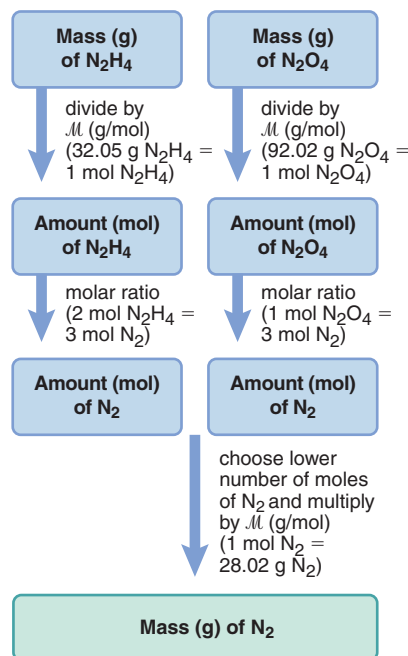 Mass (g)
of N₂H₄
Mass (g)
of N₂O₄
divide by
ℳ (g/mol)
(32.05 g N₂H₄ =
1 mol N₂H₄)
divide by
ℳ (g/mol)
(92.02 g N₂O₄ =
1 mol N₂O₄)
Amount (mol)
of N₂H₄
Amount (mol)
of N₂O₄
molar ratio
(2 mol N₂H₄ =
3 mol N₂)
molar ratio
(1 mol N₂O₄ =
3 mol N₂)
Amount (mol)
of N₂
Amount (mol)
of N₂
choose lower
number of moles
of N₂ and multiply
by ℳ (g/mol)
(1 mol N₂ =
28.02 g N₂)
Mass (g) of N₂